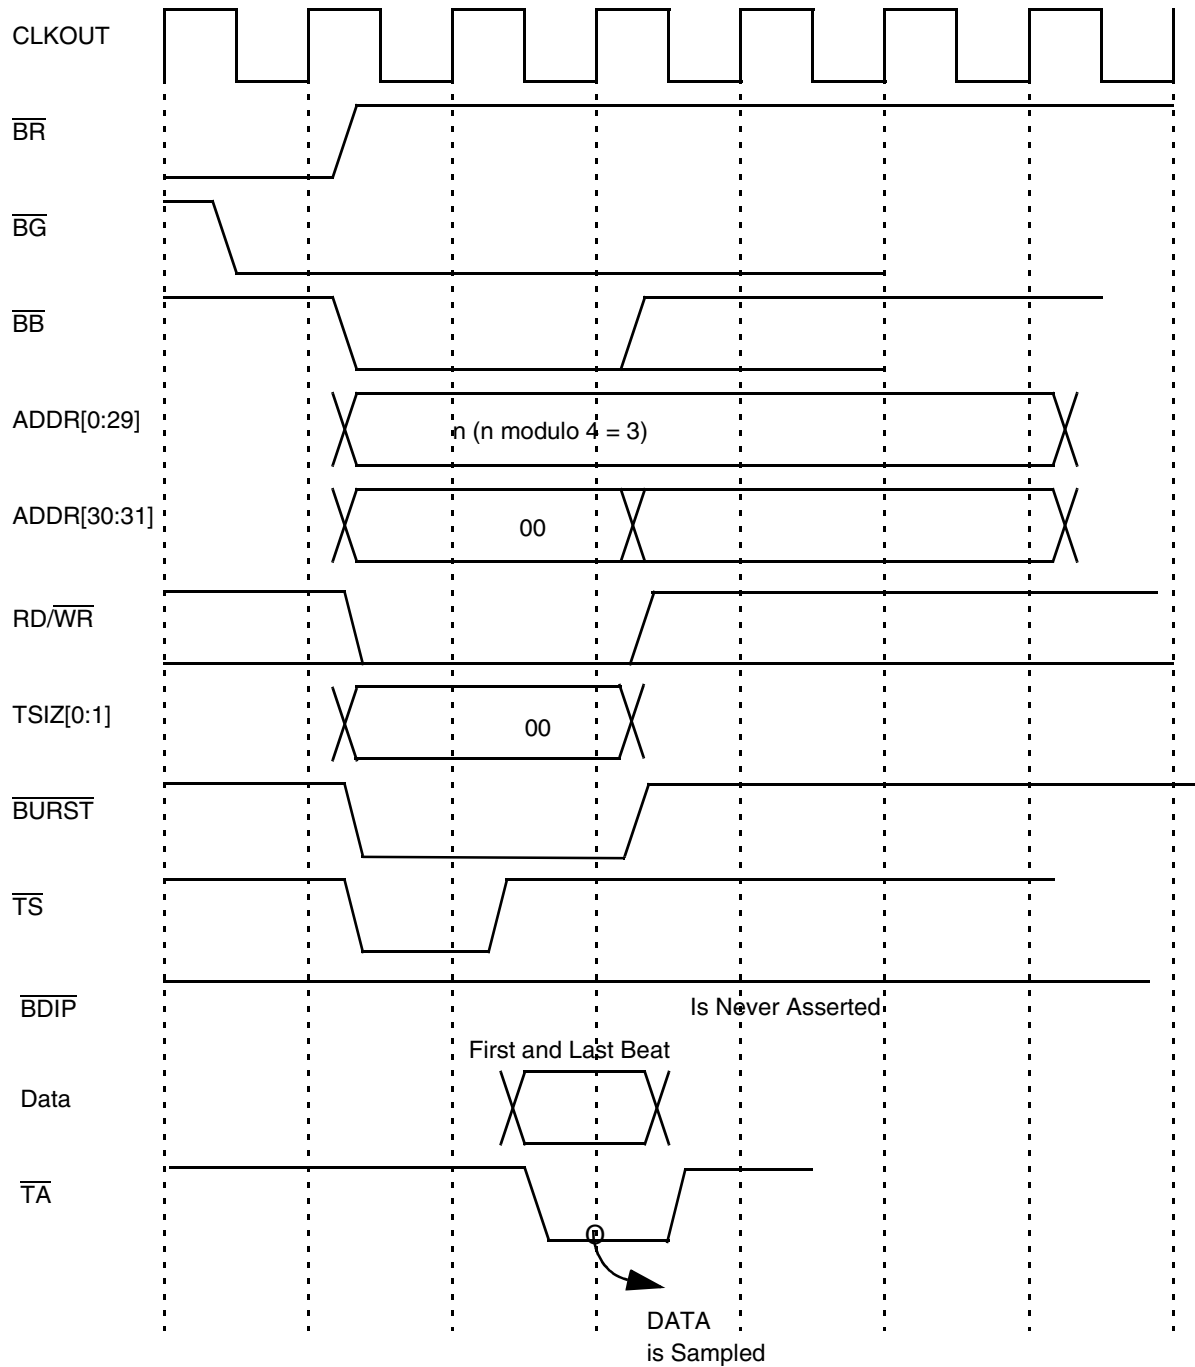 CLKOUT
BR
BG
BB
ADDR[0:29]
n (n modulo 4 = 3)
ADDR[30:31]
00
RD/WR
TSIZ[0:1]
00
BURST
TS
BDIP
Is Never Asserted
First and Last Beat
Data
TA
DATA
is Sampled